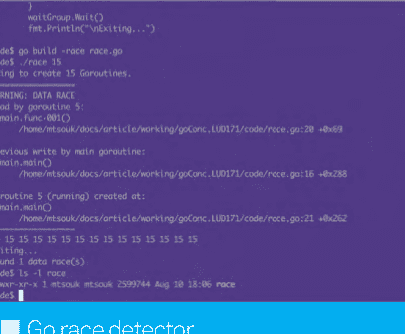 }
waitGroup.Wait()
fmt.Println("\nExiting...")
de$ go build -race race.go
de$ ./race 15
ing to create 15 Goroutines.
==================
RNING: DATA RACE
ad by goroutine 5:
main.func·001()
/home/mtsouk/docs/article/working/goConc.LUD171/code/race.go:20 +0x69
evious write by main goroutine:
main.main()
/home/mtsouk/docs/article/working/goConc.LUD171/code/race.go:16 +0x288
routine 5 (running) created at:
main.main()
/home/mtsouk/docs/article/working/goConc.LUD171/code/race.go:21 +0x262
==================
15 15 15 15 15 15 15 15 15 15 15 15 15 15
iting...
und 1 data race(s)
de$ ls -l race
wxr-xr-x 1 mtsouk mtsouk 2599744 Aug 10 18:06 race
de$
Go race detector